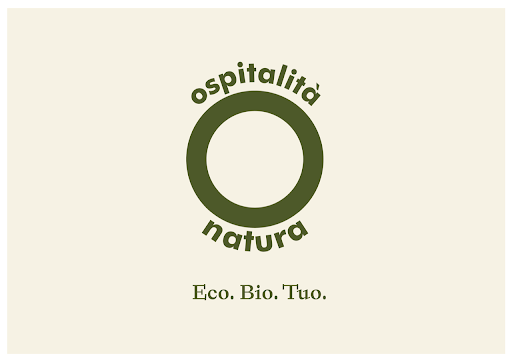 ospitalità
natura
Eco. Bio. Tuo.